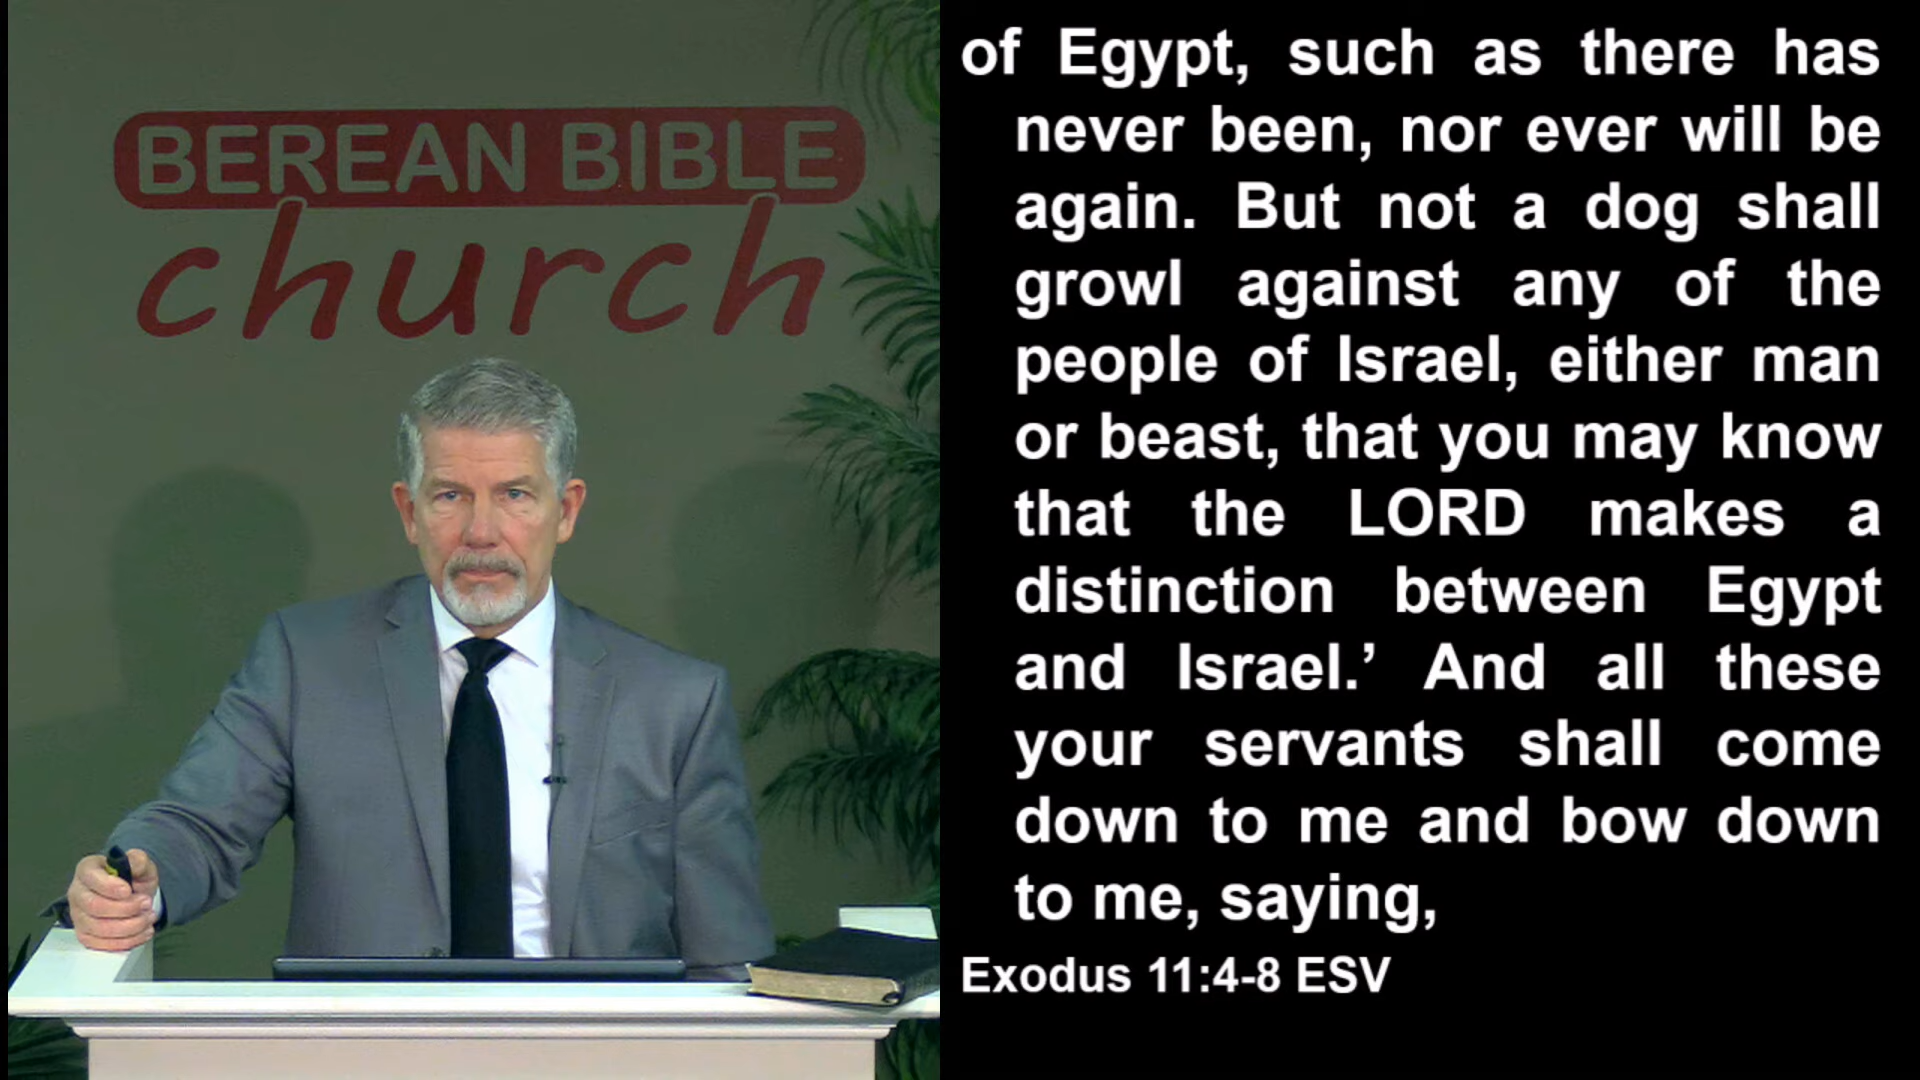 BEREAN BIBLE
church
of Egypt, such as there has
never been, nor ever will be
again. But not a dog shall
growl against any of the
people of Israel, either man
or beast, that you may know
that the LORD makes a
distinction between Egypt
and Israel.’ And all these
your servants shall come
down to me and bow down
to me, saying,
Exodus 11:4-8 ESV